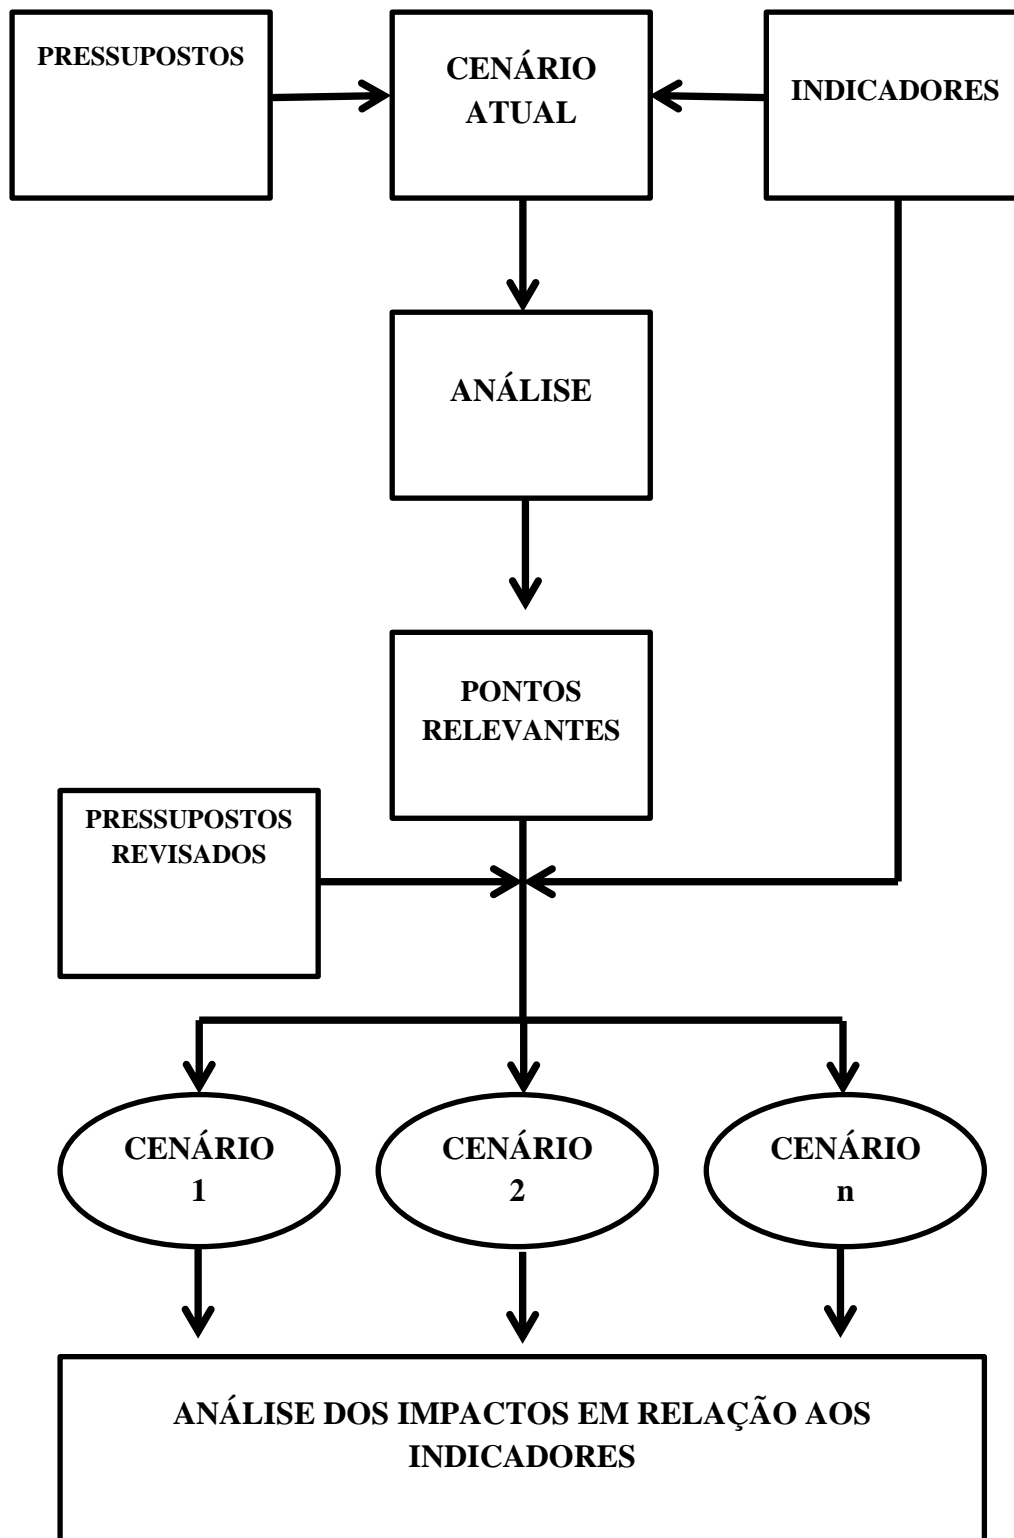 PRESSUPOSTOS
CENÁRIO
ATUAL
INDICADORES
ANÁLISE
PONTOS
RELEVANTES
PRESSUPOSTOS
REVISADOS
CENÁRIO
1
CENÁRIO
2
CENÁRIO
n
ANÁLISE DOS IMPACTOS EM RELAÇÃO AOS
INDICADORES